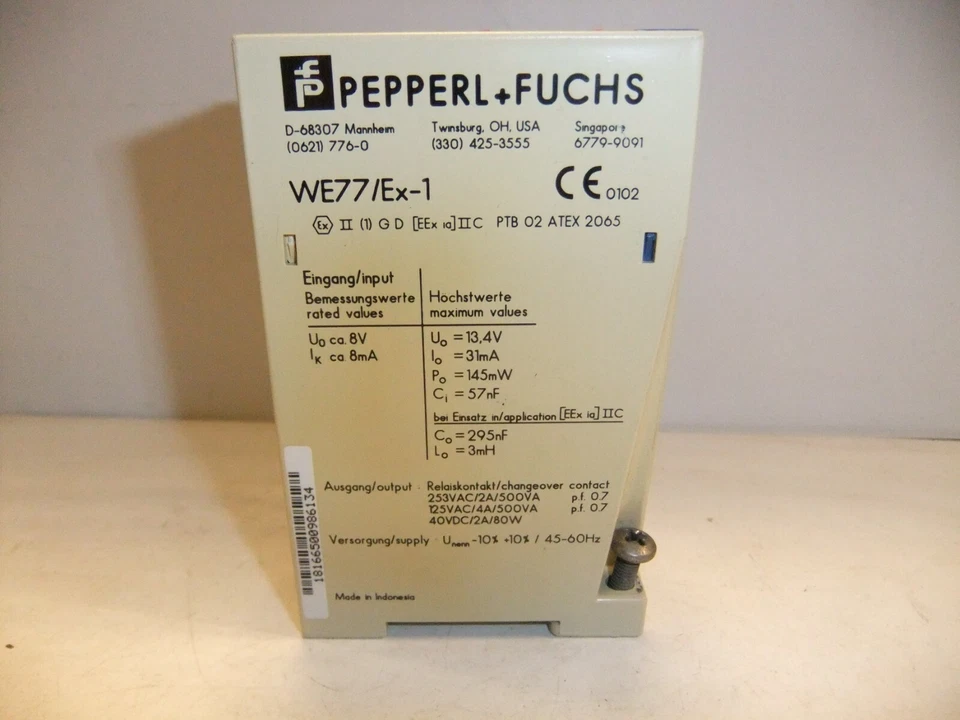 PEPPERL+FUCHS
D-68307 Mannheim Twinsburg, OH, USA Singapore
(0621) 776-0 (330) 425-3555 6779-9091
WE77/Ex-1 CE 0102
Ex II (1) G D [EEx ia] IIC PTB 02 ATEX 2065
Eingang/input
Bemessungswerte Höchstwerte
rated values maximum values
Uo ca. 8V Uo = 13,4V
IK ca. 8mA Io = 31mA
Po = 145mW
Ci = 57nF
bei Einsatz in/application [EEx ia] IIC
Co = 295nF
Lo = 3mH
Ausgang/output : Relaiskontakt/changeover contact
253VAC/2A/500VA p.f. 0.7
125VAC/4A/500VA p.f. 0.7
40VDC/2A/80W
Versorgung/supply : Unenn -10% +10% / 45-60Hz
Made in Indonesia
18166500986134